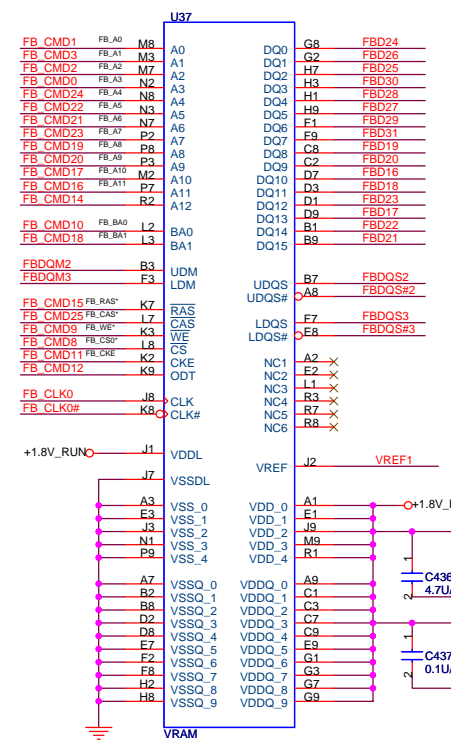 U37
FB_CMD1 FB_A0 M8 A0 DQ0 G8 FBD24
FB_CMD3 FB_A1 M3 A1 DQ1 G2 FBD26
FB_CMD2 FB_A2 M7 A2 DQ2 H7 FBD25
FB_CMD0 FB_A3 N2 A3 DQ3 H3 FBD30
FB_CMD24 FB_A4 N8 A4 DQ4 H1 FBD28
FB_CMD22 FB_A5 N3 A5 DQ5 H9 FBD27
FB_CMD21 FB_A6 N7 A6 DQ6 F1 FBD29
FB_CMD23 FB_A7 P2 A7 DQ7 F9 FBD31
FB_CMD19 FB_A8 P8 A8 DQ8 C8 FBD19
FB_CMD20 FB_A9 P3 A9 DQ9 C2 FBD20
FB_CMD17 FB_A10 M2 A10 DQ10 D7 FBD16
FB_CMD16 FB_A11 P7 A11 DQ11 D3 FBD18
FB_CMD14 R2 A12 DQ12 D1 FBD23
DQ13 D9 FBD17
FB_CMD10 FB_BA0 L2 BA0 DQ14 B1 FBD22
FB_CMD18 FB_BA1 L3 BA1 DQ15 B9 FBD21
FBDQM2 B3 UDM
FBDQM3 F3 LDM
UDQS B7 FBDQS2
UDQS# A8 FBDQS#2
FB_CMD15 FB_RAS* K7 RAS
FB_CMD25 FB_CAS* L7 CAS LDQS F7 FBDQS3
FB_CMD9 FB_WE* K3 WE LDQS# E8 FBDQS#3
FB_CMD8 FB_CS0* L8 CS
FB_CMD11 FB_CKE K2 CKE NC1 A2
FB_CMD12 K9 ODT NC2 E2
NC3 L1
FB_CLK0 J8 CLK NC4 R3
FB_CLK0# K8 CLK# NC5 R7
NC6 R8
+1.8V_RUN J1 VDDL
VREF J2 VREF1
J7 VSSDL
A3 VSS_0 VDD_0 A1 +1.8V_
E3 VSS_1 VDD_1 E1
J3 VSS_2 VDD_2 J9
N1 VSS_3 VDD_3 M9
P9 VSS_4 VDD_4 R1
A7 VSSQ_0 VDDQ_0 A9 1 C436
B2 VSSQ_1 VDDQ_1 C1 2 4.7U/
B8 VSSQ_2 VDDQ_2 C3
D2 VSSQ_3 VDDQ_3 C7
D8 VSSQ_4 VDDQ_4 C9
E7 VSSQ_5 VDDQ_5 E9 1 C437
F2 VSSQ_6 VDDQ_6 G1 2 0.1U/
F8 VSSQ_7 VDDQ_7 G3
H2 VSSQ_8 VDDQ_8 G7
H8 VSSQ_9 VDDQ_9 G9
VRAM